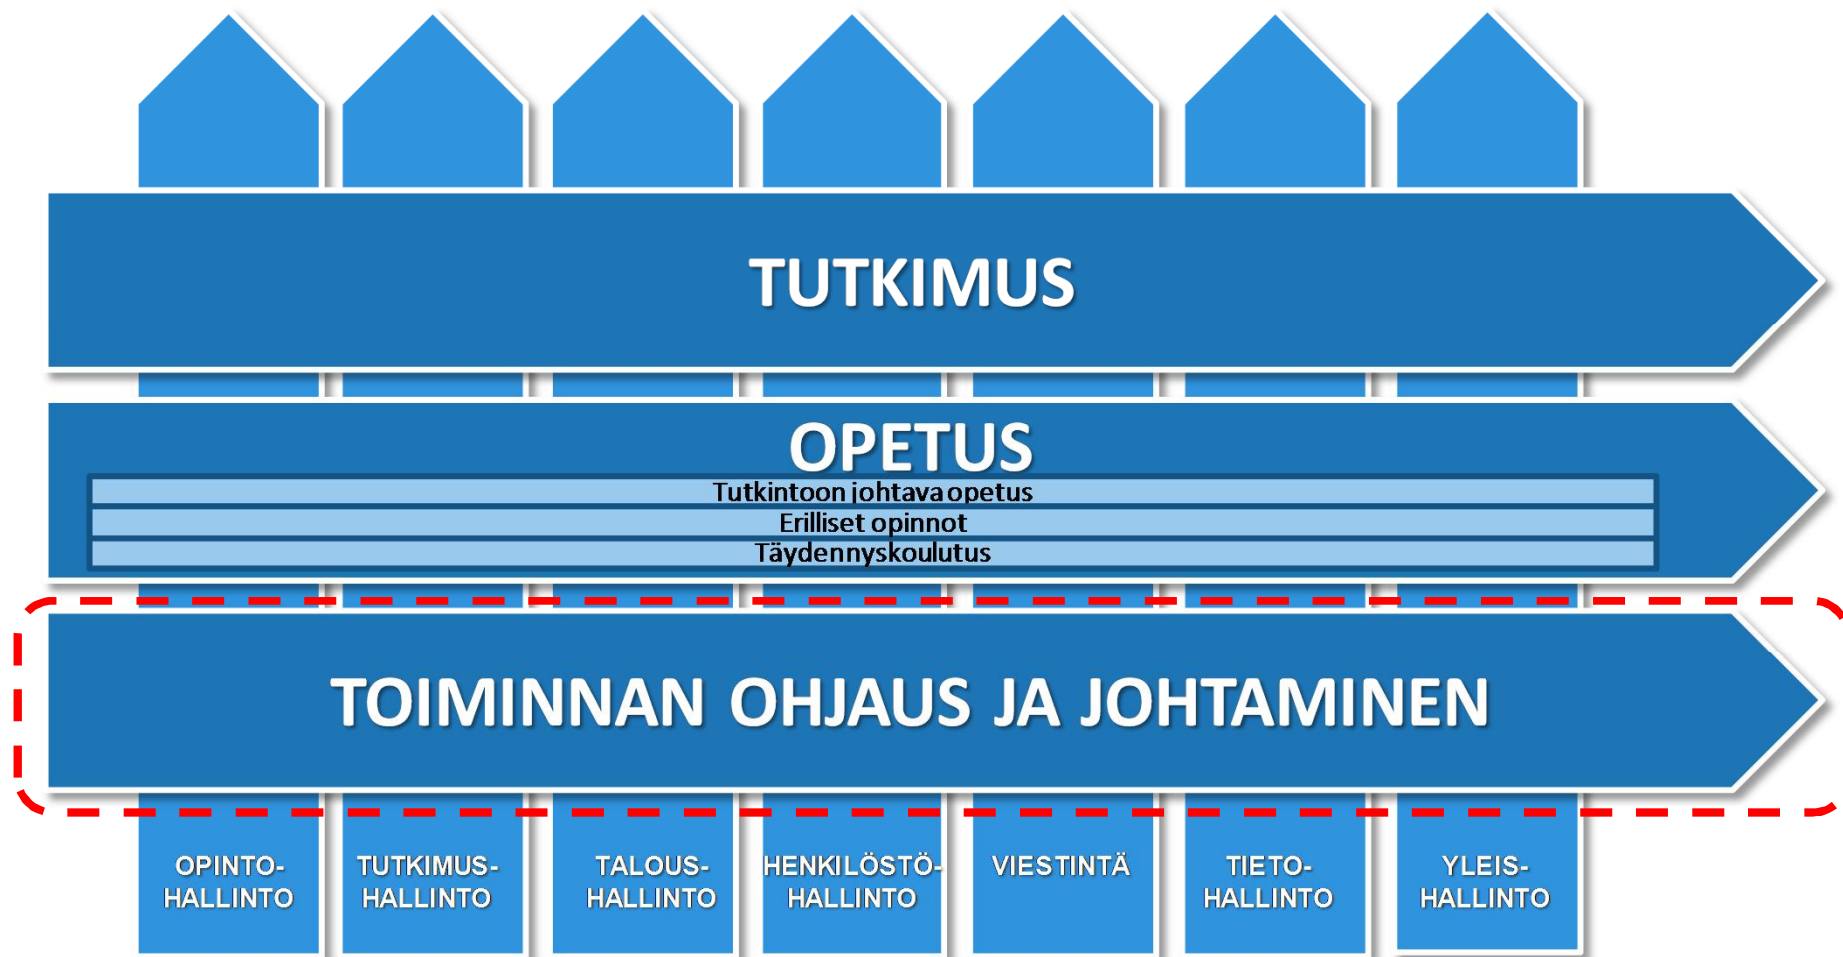 TUTKIMUS
OPETUS
Tutkintoon johtava opetus
Erilliset opinnot
Täydennyskoulutus
TOIMINNAN OHJAUS JA JOHTAMINEN
OPINTO-
HALLINTO
TUTKIMUS-
HALLINTO
TALOUS-
HALLINTO
HENKILÖSTÖ-
HALLINTO
VIESTINTÄ
TIETO-
HALLINTO
YLEIS-
HALLINTO